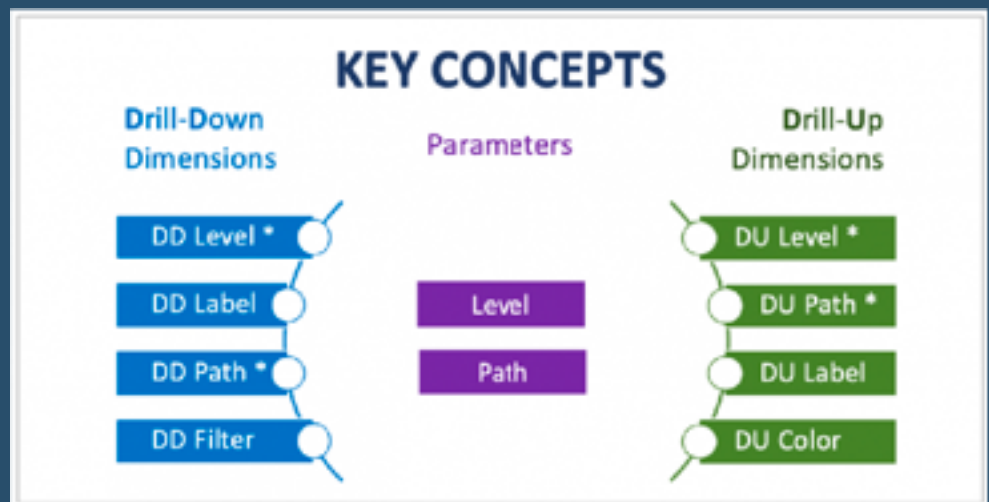 KEY CONCEPTS
Drill-Down
Dimensions
DD Level *
DD Label
DD Path *
DD Filter
Parameters
Level
Path
Drill-Up
Dimensions
DU Level *
DU Path *
DU Label
DU Color